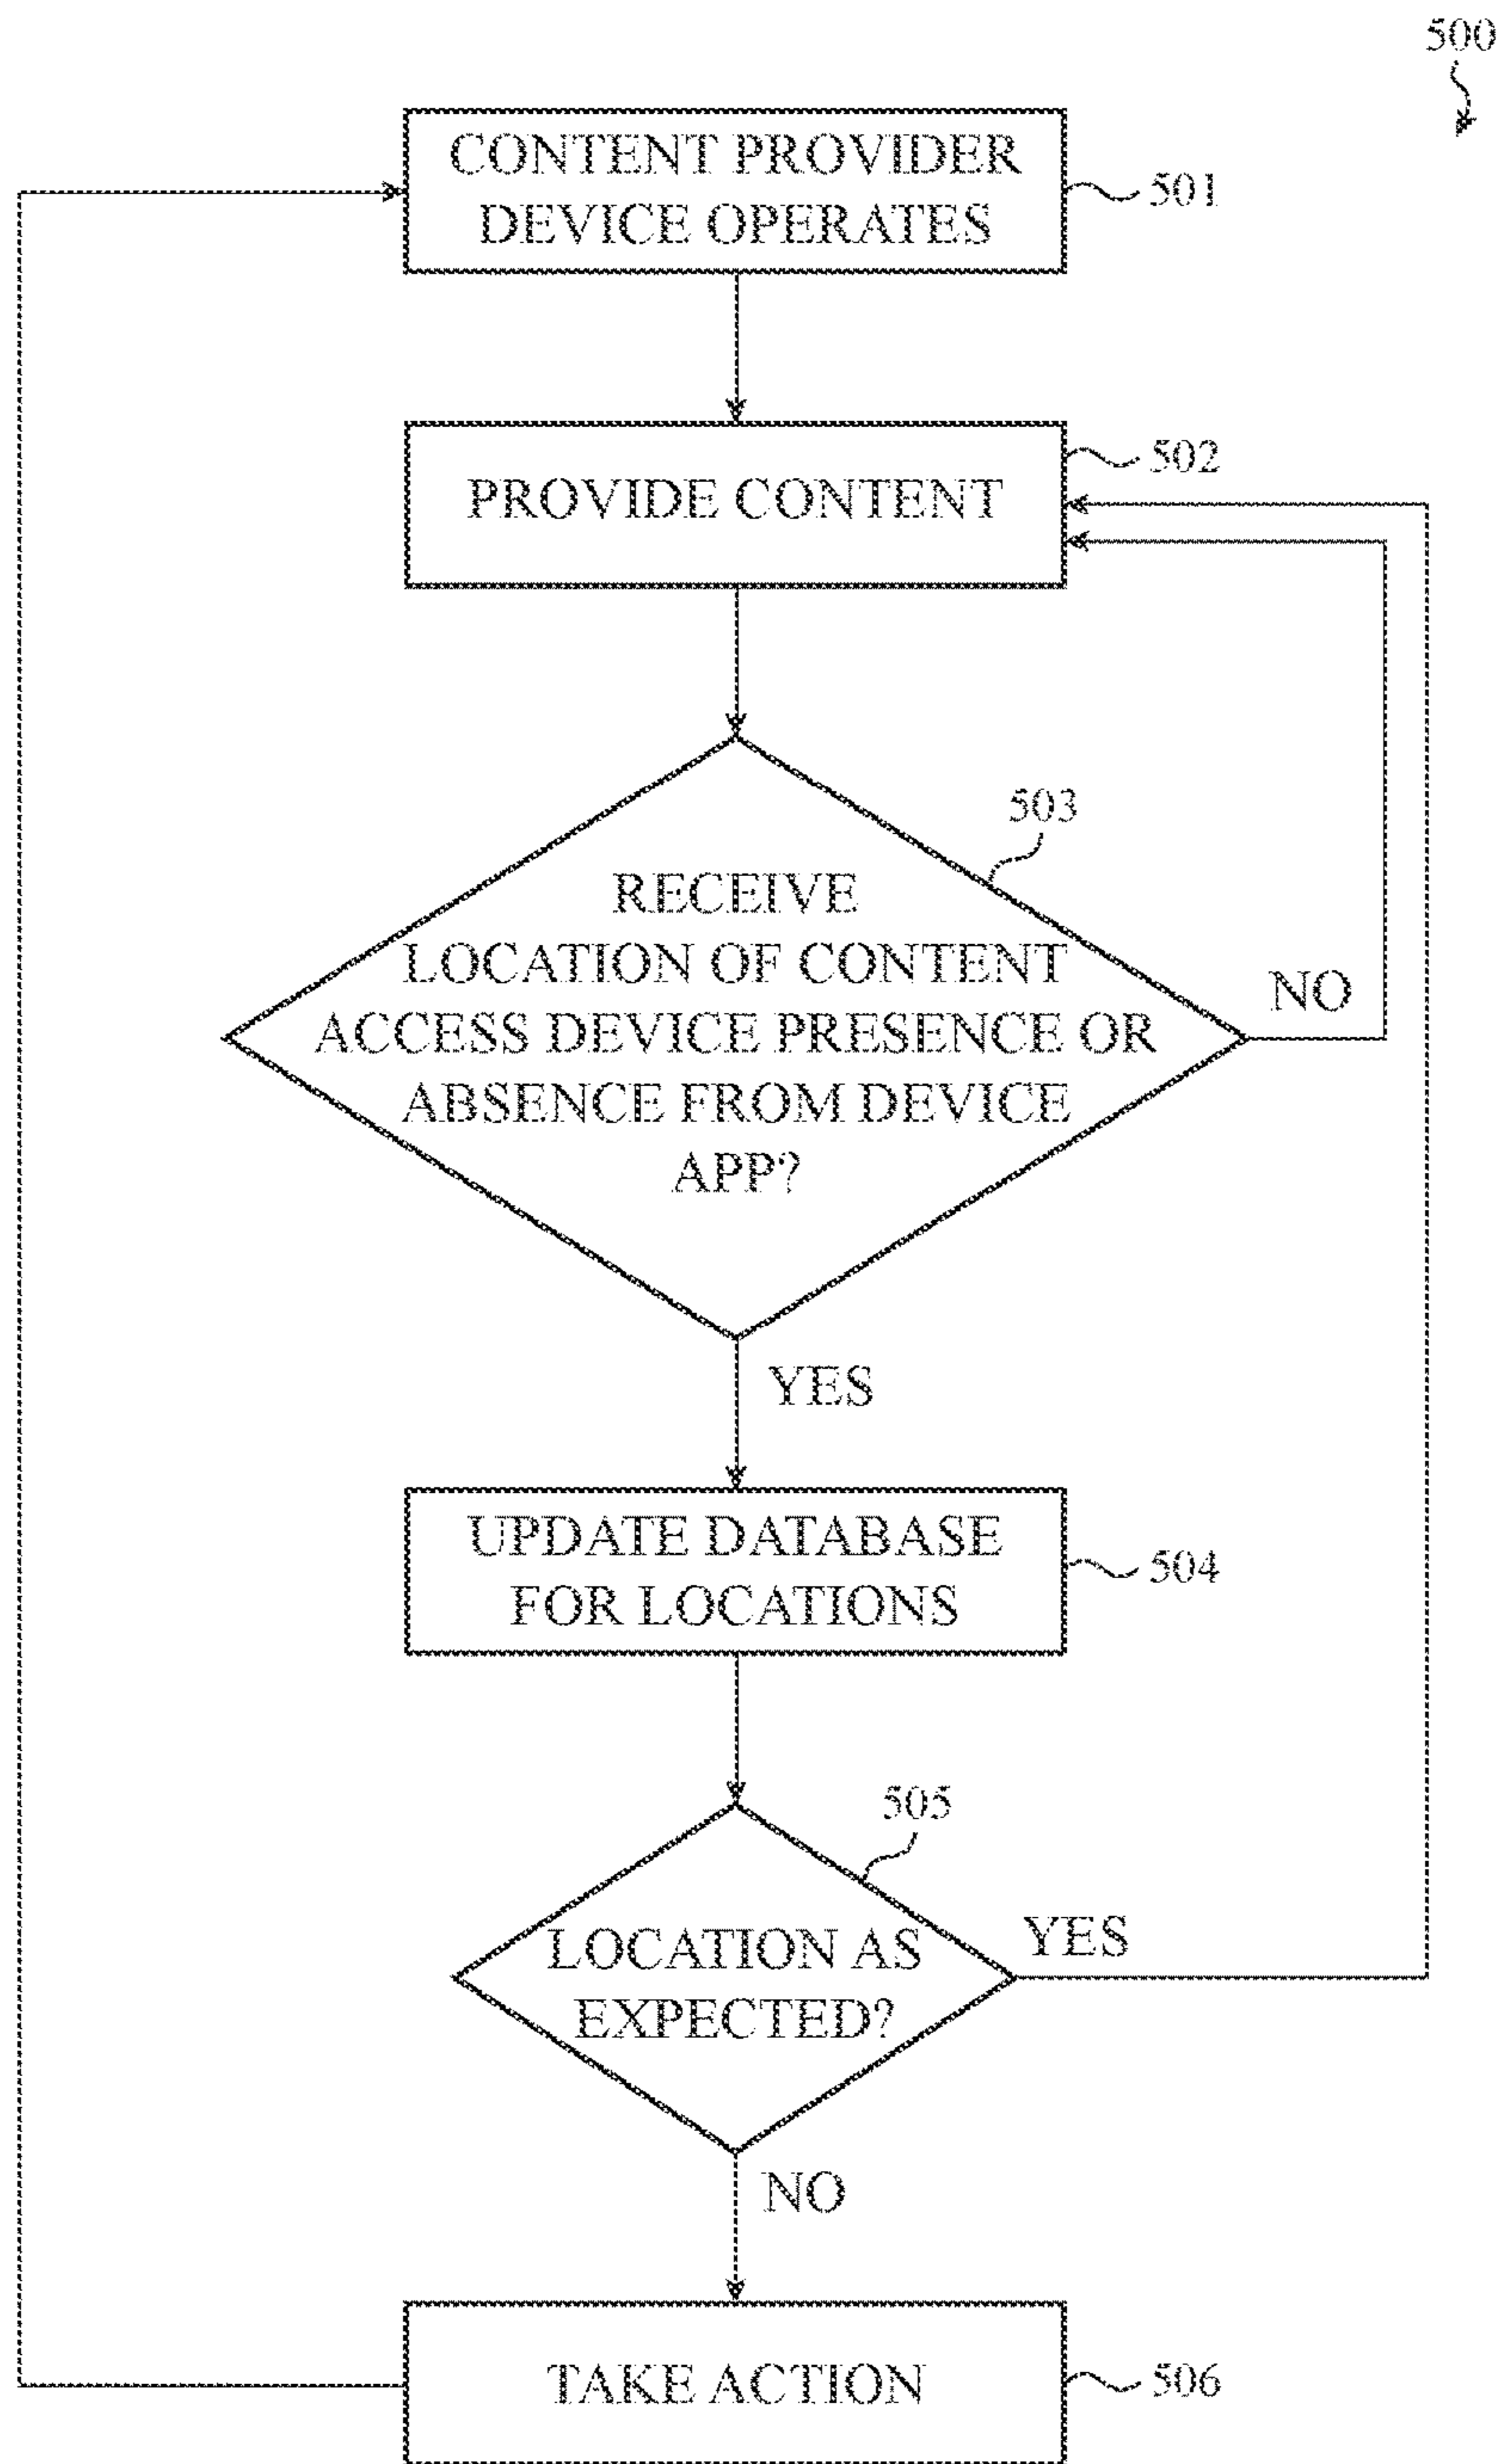 500
CONTENT PROVIDER
DEVICE OPERATES
501
PROVIDE CONTENT
502
503
RECEIVE
LOCATION OF CONTENT
ACCESS DEVICE PRESENCE OR
ABSENCE FROM DEVICE
APP?
NO
YES
UPDATE DATABASE
FOR LOCATIONS
504
505
LOCATION AS
EXPECTED?
YES
NO
TAKE ACTION
506